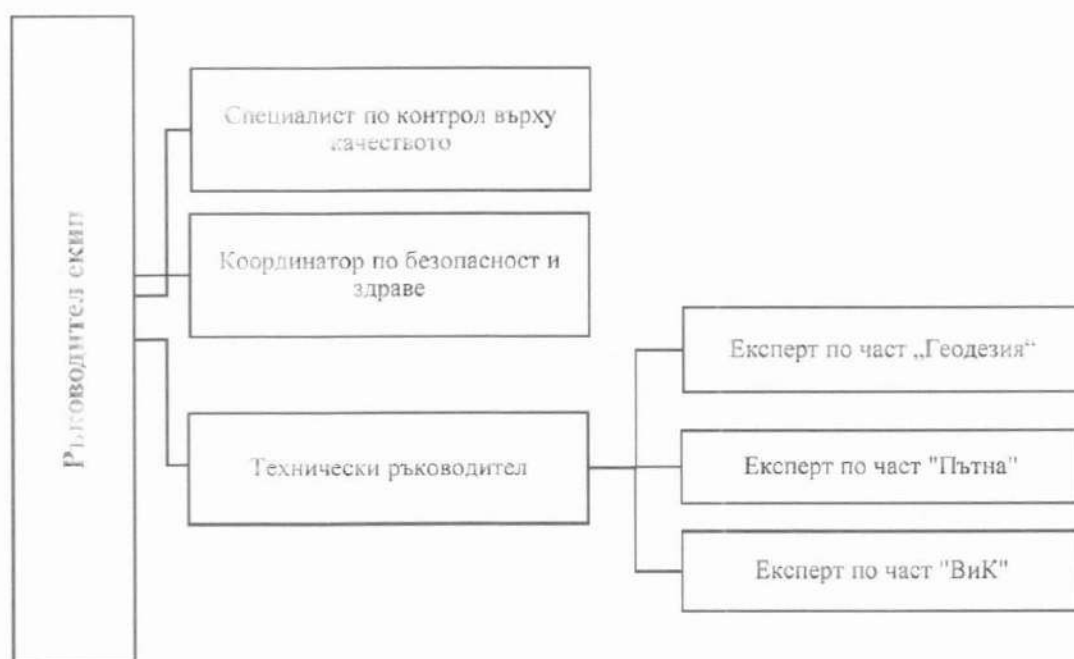 Ръководител екип
Специалист по контрол върху
качеството
Координатор по безопасност и
здраве
Технически ръководител
Експерт по част „Геодезия“
Експерт по част "Пътна"
Експерт по част "ВиК"